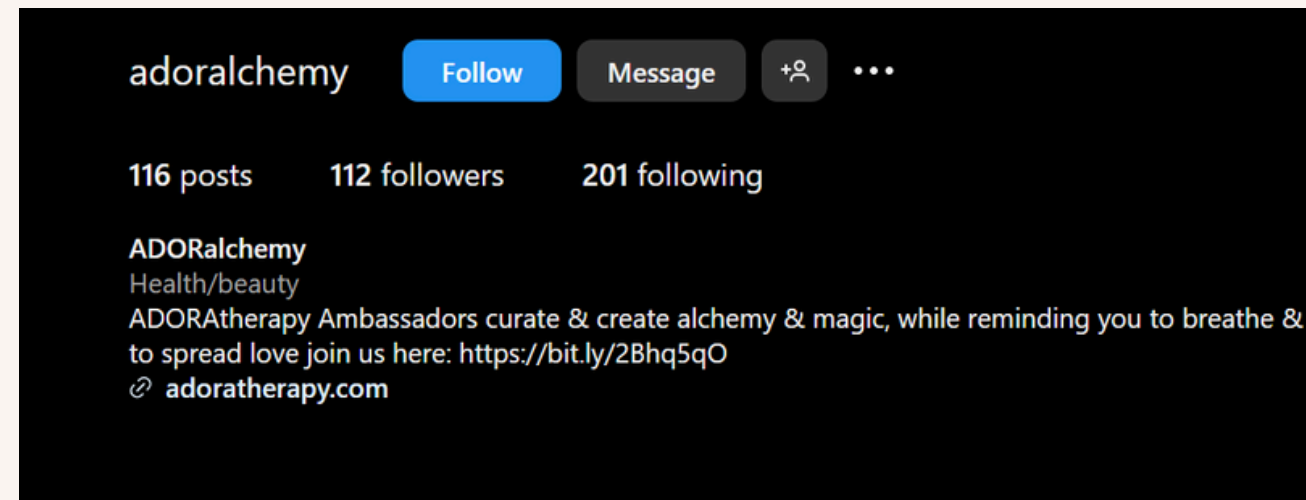 adoralchemy Follow Message ...
116 posts 112 followers 201 following
ADORalchemy
Health/beauty
ADORAtherapy Ambassadors curate & create alchemy & magic, while reminding you to breathe &
to spread love join us here: https://bit.ly/2Bhq5qO
adoratherapy.com